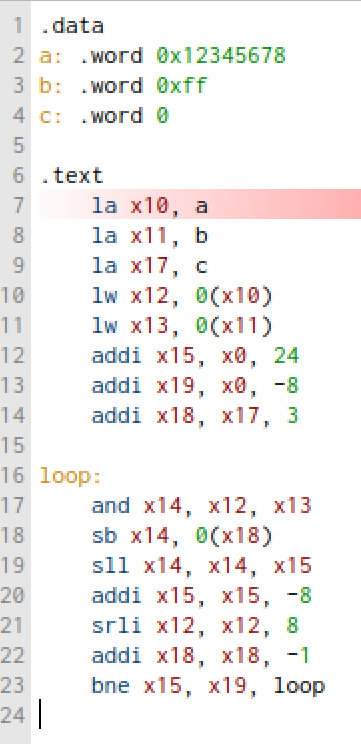 1 .data
2 a: .word 0x12345678
3 b: .word 0xff
4 c: .word 0
5
6 .text
7 la x10, a
8 la x11, b
9 la x17, c
10 lw x12, 0(x10)
11 lw x13, 0(x11)
12 addi x15, x0, 24
13 addi x19, x0, -8
14 addi x18, x17, 3
15
16 loop:
17 and x14, x12, x13
18 sb x14, 0(x18)
19 sll x14, x14, x15
20 addi x15, x15, -8
21 srli x12, x12, 8
22 addi x18, x18, -1
23 bne x15, x19, loop
24